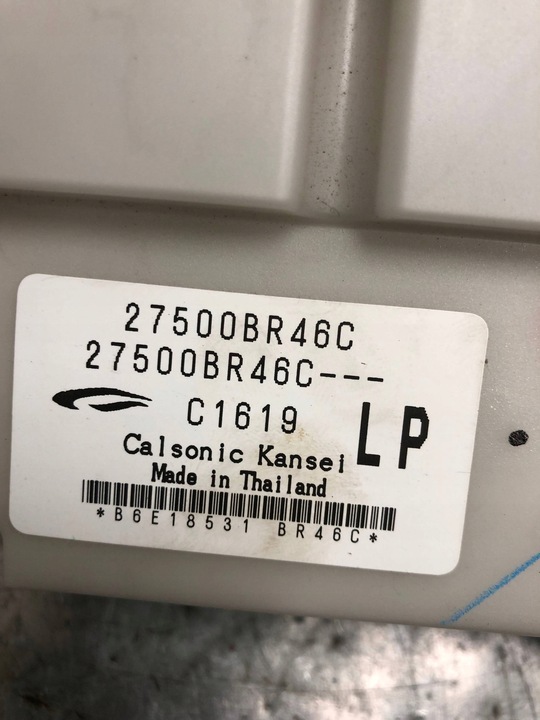 27500BR46C
27500BR46C---
C1619
LP
Calsonic Kansei
Made in Thailand
*B6E18531 BR46C*